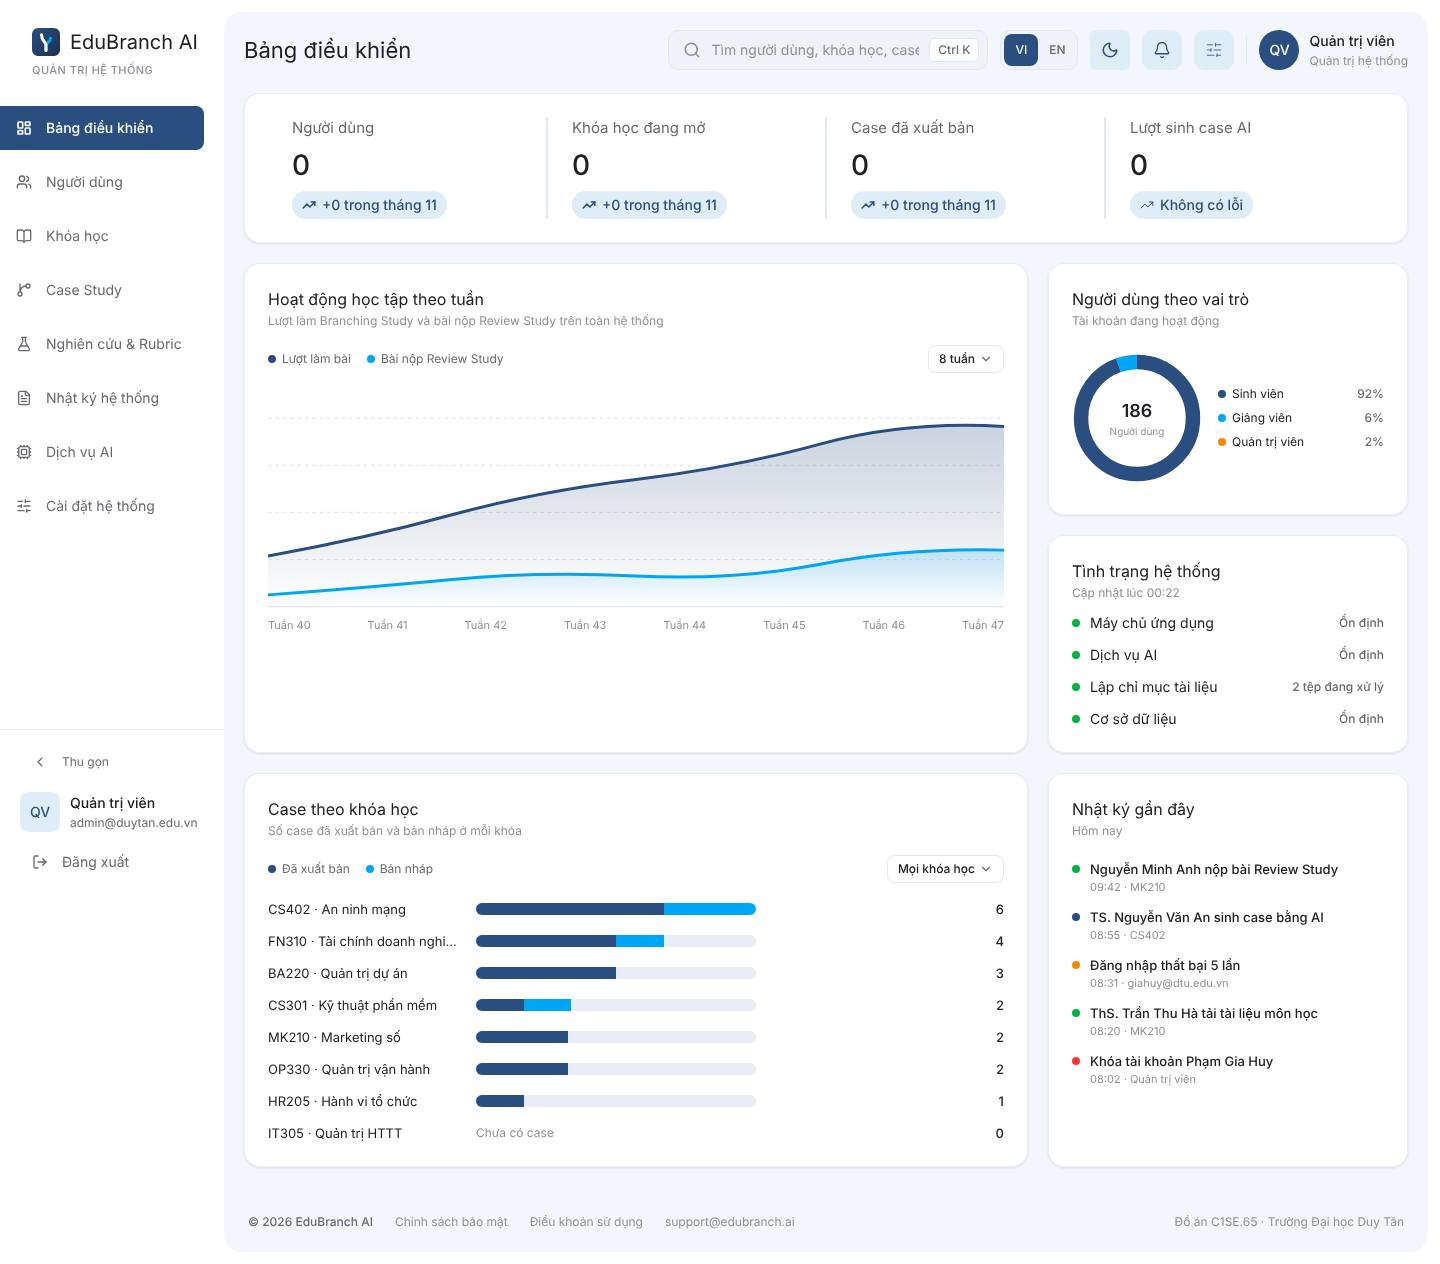 EduBranch AI
QUẢN TRỊ HỆ THỐNG
Bảng điều khiển
Người dùng
Khóa học
Case Study
Nghiên cứu & Rubric
Nhật ký hệ thống
Dịch vụ AI
Cài đặt hệ thống
Thu gọn
QV
Quản trị viên
admin@duytan.edu.vn
Đăng xuất
Bảng điều khiển
Tìm người dùng, khóa học, case
Ctrl K
VI
EN
QV
Quản trị viên
Quản trị hệ thống
Người dùng
0
+0 trong tháng 11
Khóa học đang mở
0
+0 trong tháng 11
Case đã xuất bản
0
+0 trong tháng 11
Lượt sinh case AI
0
Không có lỗi
Hoạt động học tập theo tuần
Lượt làm Branching Study và bài nộp Review Study trên toàn hệ thống
Lượt làm bài
Bài nộp Review Study
8 tuần
Tuần 40
Tuần 41
Tuần 42
Tuần 43
Tuần 44
Tuần 45
Tuần 46
Tuần 47
Người dùng theo vai trò
Tài khoản đang hoạt động
186
Người dùng
Sinh viên 92%
Giảng viên 6%
Quản trị viên 2%
Tình trạng hệ thống
Cập nhật lúc 00:22
Máy chủ ứng dụng Ổn định
Dịch vụ AI Ổn định
Lập chỉ mục tài liệu 2 tệp đang xử lý
Cơ sở dữ liệu Ổn định
Case theo khóa học
Số case đã xuất bản và bản nháp ở mỗi khóa
Đã xuất bản
Bản nháp
Mọi khóa học
CS402 · An ninh mạng 6
FN310 · Tài chính doanh nghi... 4
BA220 · Quản trị dự án 3
CS301 · Kỹ thuật phần mềm 2
MK210 · Marketing số 2
OP330 · Quản trị vận hành 2
HR205 · Hành vi tổ chức 1
IT305 · Quản trị HTTT Chưa có case 0
Nhật ký gần đây
Hôm nay
Nguyễn Minh Anh nộp bài Review Study
09:42 · MK210
TS. Nguyễn Văn An sinh case bằng AI
08:55 · CS402
Đăng nhập thất bại 5 lần
08:31 · giahuy@dtu.edu.vn
ThS. Trần Thu Hà tải tài liệu môn học
08:20 · MK210
Khóa tài khoản Phạm Gia Huy
08:02 · Quản trị viên
© 2026 EduBranch AI
Chính sách bảo mật
Điều khoản sử dụng
support@edubranch.ai
Đồ án C1SE.65 · Trường Đại học Duy Tân